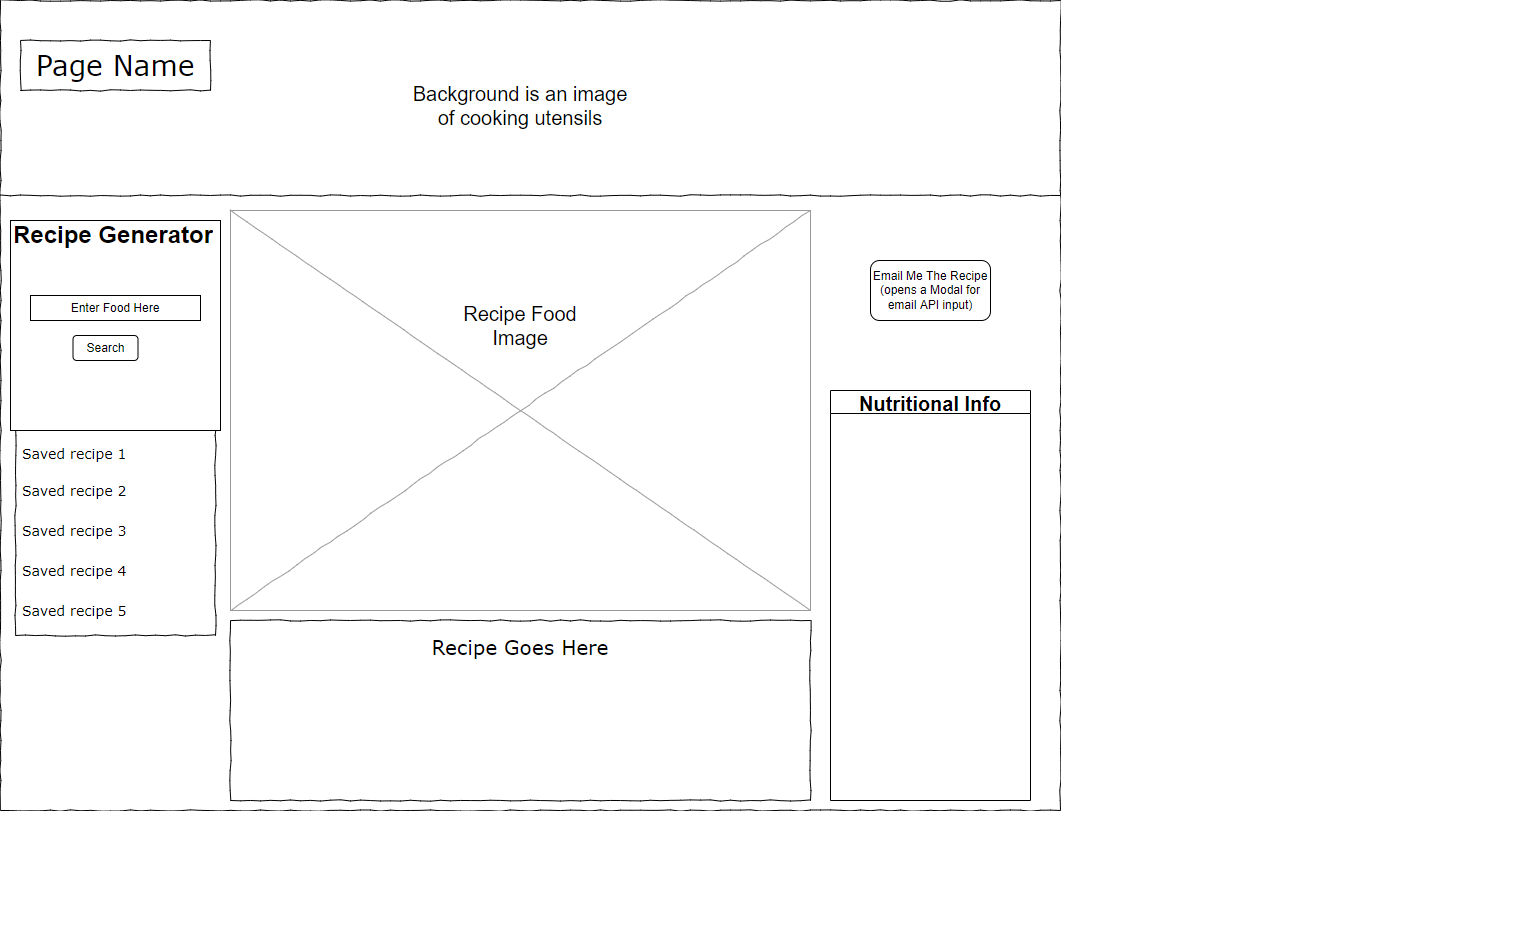 Page Name
Background is an image
of cooking utensils
Recipe Generator
Enter Food Here
Search
Saved recipe 1
Saved recipe 2
Saved recipe 3
Saved recipe 4
Saved recipe 5
Recipe Food
Image
Recipe Goes Here
Email Me The Recipe
(opens a Modal for
email API input)
Nutritional Info